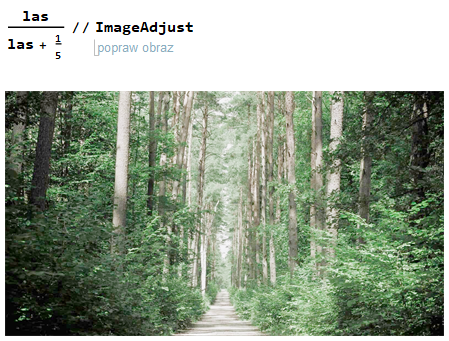 las
las + 1/5 // ImageAdjust
popraw obraz